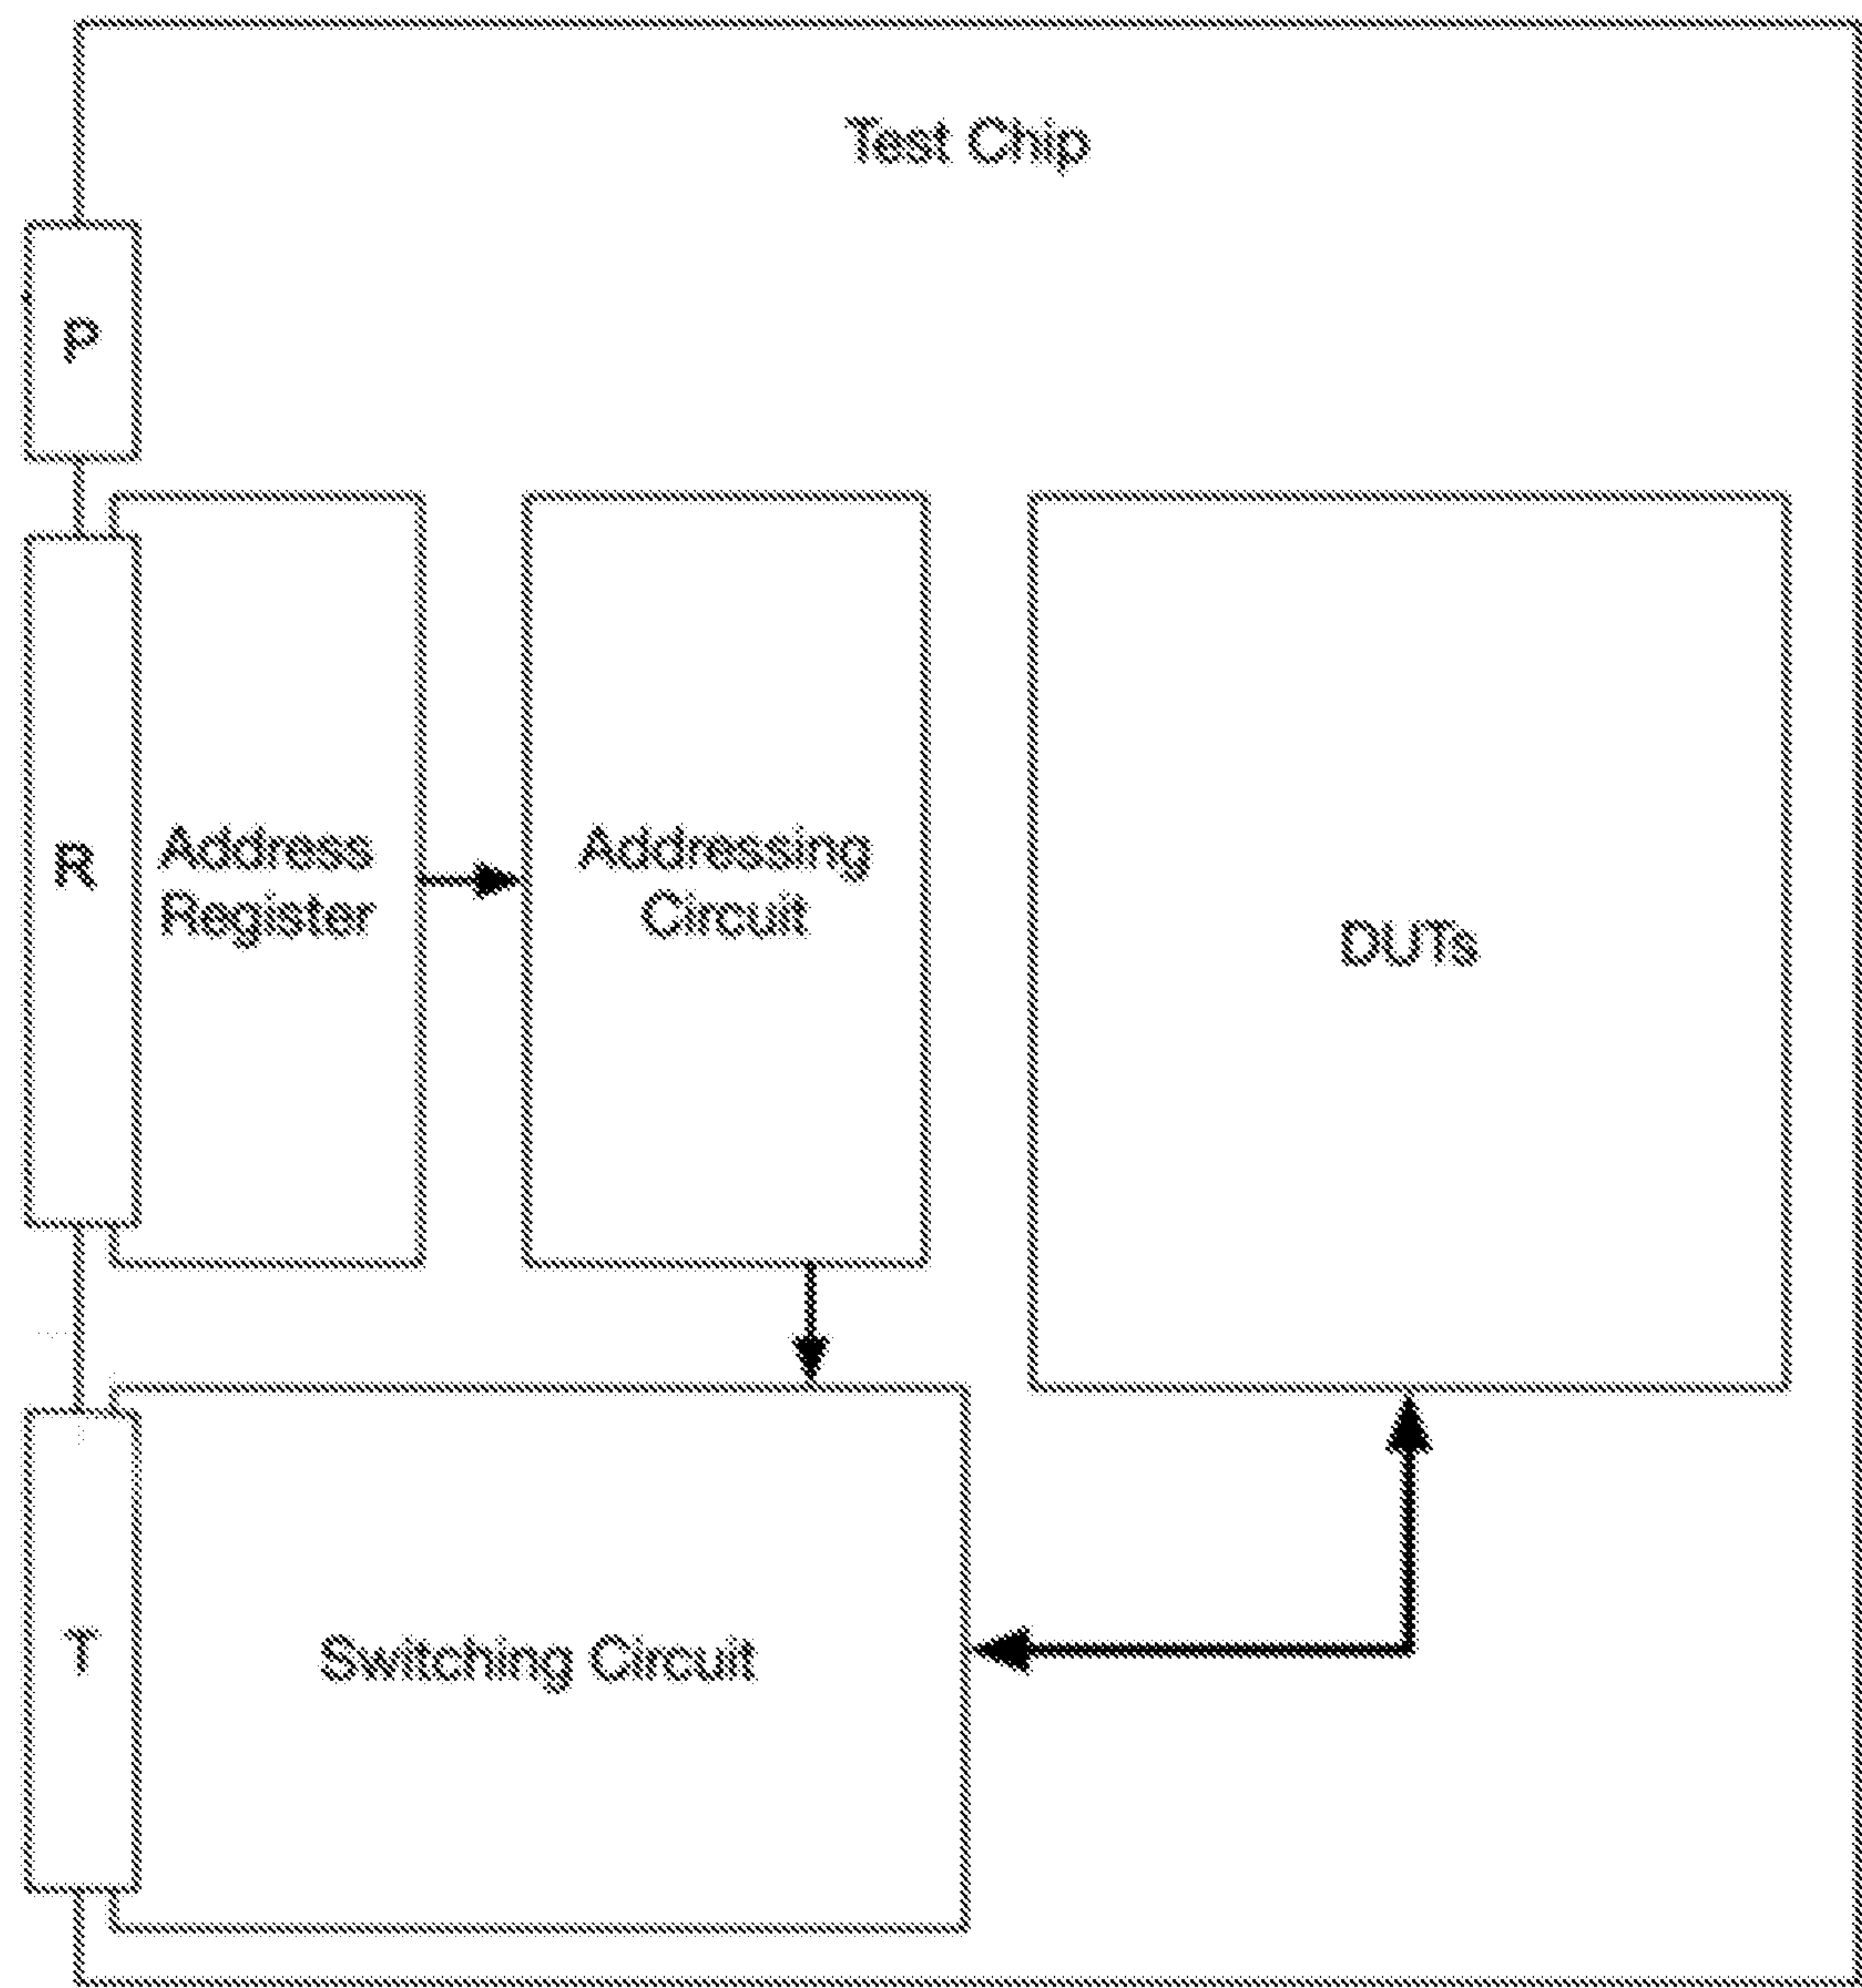 Test Chip
P
R
Address
Register
Addressing
Circuit
DUTs
T
Switching Circuit